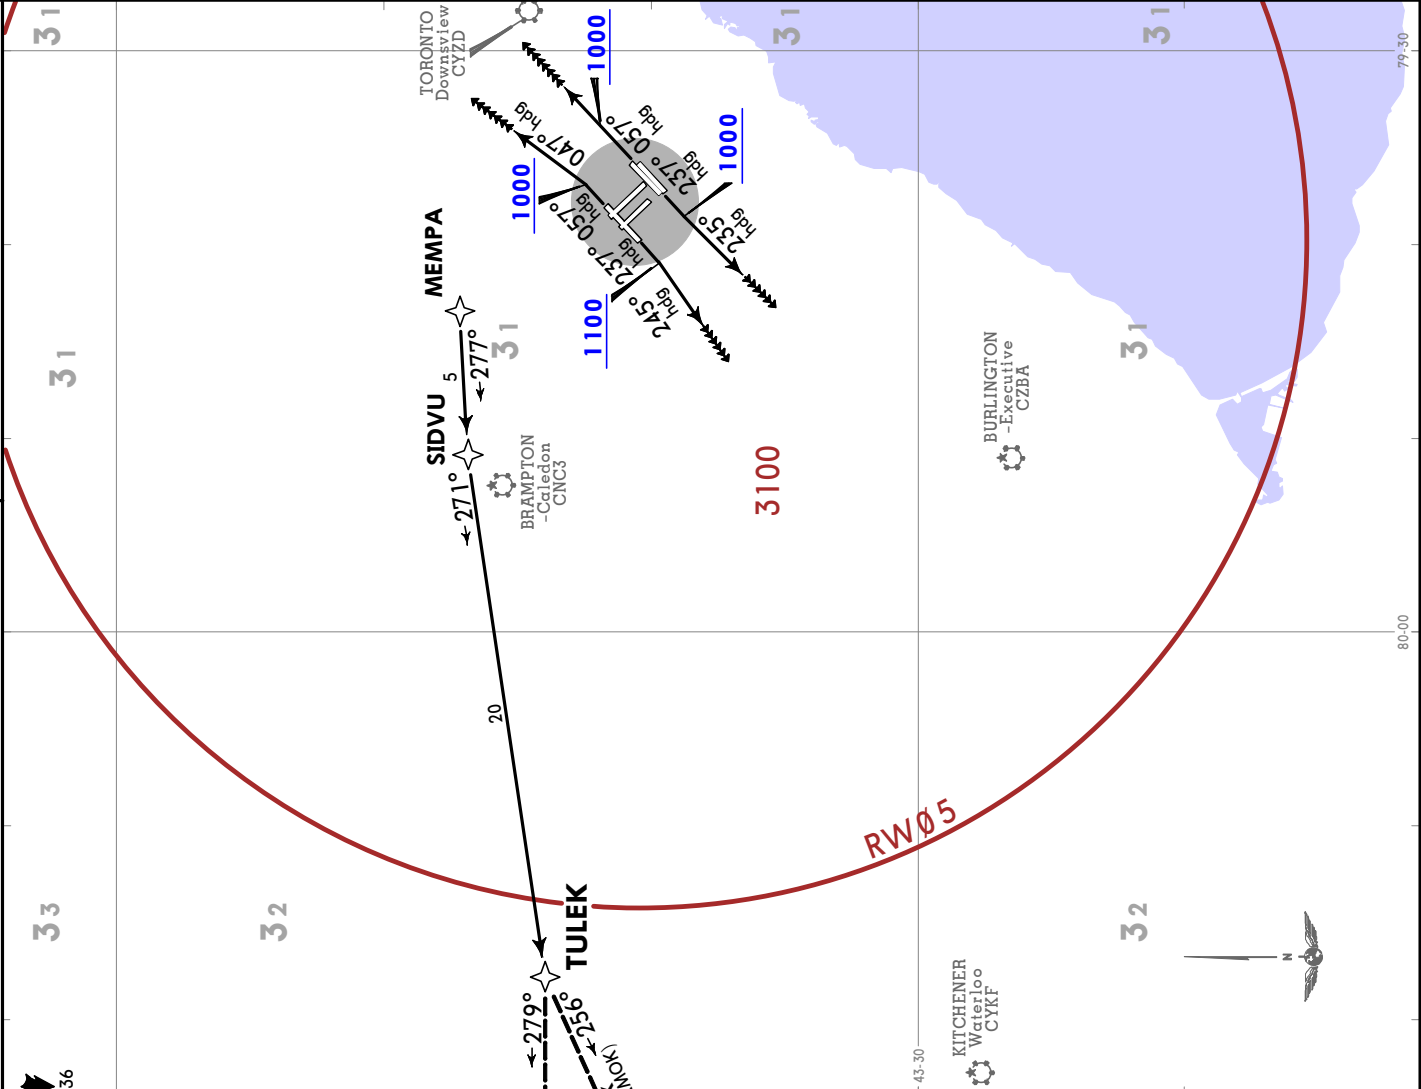 31
31
31
79-30
TORONTO
Downsview
CYZD
1000
1000
1000
1100
hdg
057°
hdg
047°
hdg
057°
hdg
237°
hdg
237°
hdg
235°
hdg
245°
hdg
MEMPA
5
277°
SIDVU
271°
31
31
31
BRAMPTON
-Caledon
CNC3
BURLINGTON
-Executive
CZBA
3100
80-00
20
RWØ5
33
32
32
TULEK
279°
256°
MOK)
KITCHENER
Waterloo
CYKF
43-30
N
36